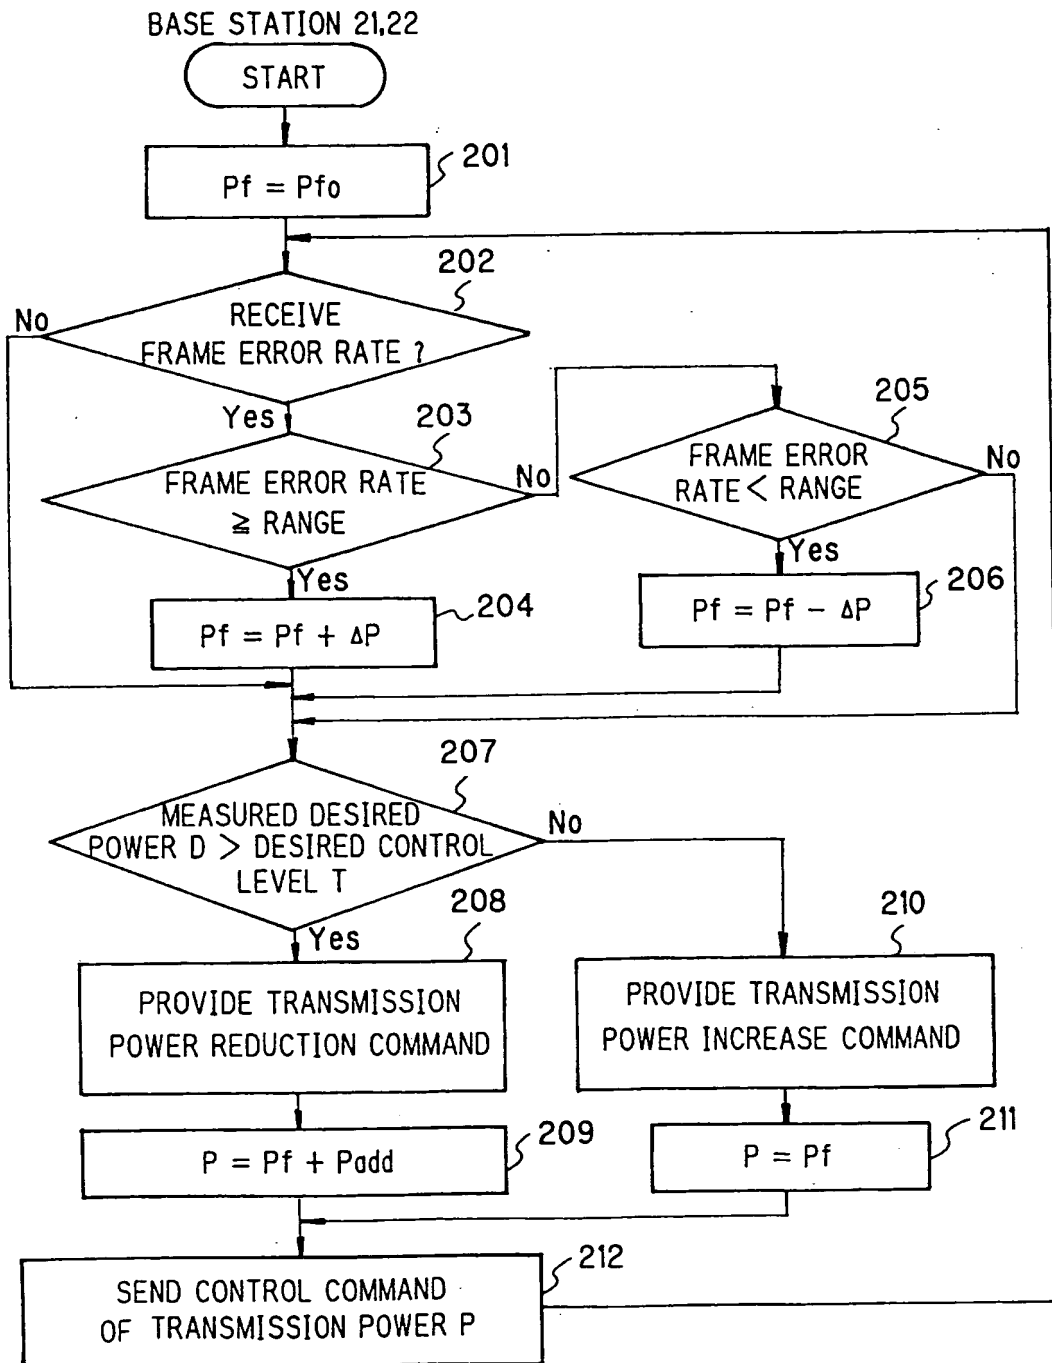 BASE STATION 21,22
START
201
Pf = Pfo
202
RECEIVE
FRAME ERROR RATE ?
No
Yes
203
FRAME ERROR RATE
≧ RANGE
No
Yes
204
Pf = Pf + ΔP
205
FRAME ERROR
RATE < RANGE
No
Yes
206
Pf = Pf − ΔP
207
MEASURED DESIRED
POWER D > DESIRED CONTROL
LEVEL T
No
Yes
208
PROVIDE TRANSMISSION
POWER REDUCTION COMMAND
209
P = Pf + Padd
210
PROVIDE TRANSMISSION
POWER INCREASE COMMAND
211
P = Pf
212
SEND CONTROL COMMAND
OF TRANSMISSION POWER P